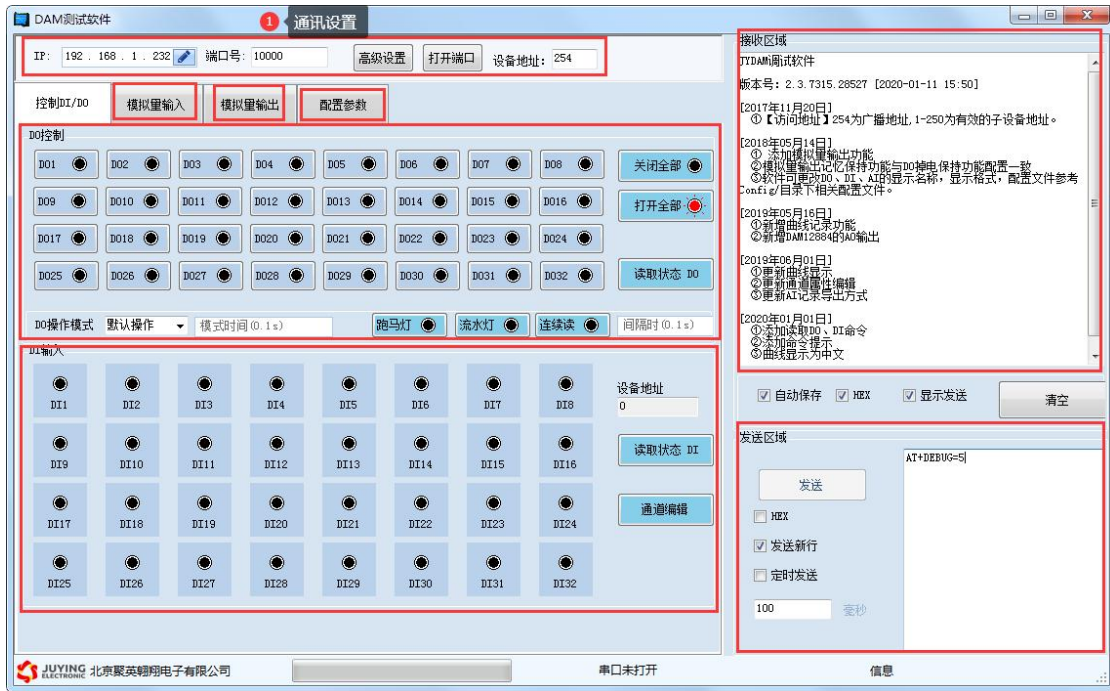 DAM测试软件
1 通讯设置
IP: 192 . 168 . 1 . 232 端口号: 10000 高级设置 打开端口 设备地址: 254
控制DI/DO 模拟量输入 模拟量输出 配置参数
DO控制
DO1 DO2 DO3 DO4 DO5 DO6 DO7 DO8 关闭全部
DO9 DO10 DO11 DO12 DO13 DO14 DO15 DO16 打开全部
DO17 DO18 DO19 DO20 DO21 DO22 DO23 DO24
DO25 DO26 DO27 DO28 DO29 DO30 DO31 DO32 读取状态 DO
DO操作模式 默认操作 模式时间(0.1s) 跑马灯 流水灯 连续读 间隔时(0.1s)
DI输入
DI1 DI2 DI3 DI4 DI5 DI6 DI7 DI8 设备地址
0
DI9 DI10 DI11 DI12 DI13 DI14 DI15 DI16 读取状态 DI
DI17 DI18 DI19 DI20 DI21 DI22 DI23 DI24 通道编辑
DI25 DI26 DI27 DI28 DI29 DI30 DI31 DI32
接收区域
JYDAM调试软件
版本号: 2.3.7315.28527 [2020-01-11 15:50]
[2017年11月20日]
①【访问地址】254为广播地址,1-250为有效的子设备地址。
[2018年05月14日]
① 添加模拟量输出功能
②模拟量输出记忆保持功能与DO掉电保持功能配置一致
③软件可更改DO、DI、AI的显示名称，显示格式，配置文件参考
Config/目录下相关配置文件。
[2019年05月16日]
①新增曲线记录功能
②新增DAM12884的AO输出
[2019年06月01日]
①更新曲线显示
②更新通道属性编辑
③更新AI记录导出方式
[2020年01月01日]
①添加读取DO、DI命令
②添加命令提示
③曲线显示为中文
自动保存 HEX 显示发送 清空
发送区域
AT+DEBUG=5
发送
HEX
发送新行
定时发送
100 毫秒
JUYING ELECTRONIC 北京聚英翱翔电子有限公司 串口未打开 信息